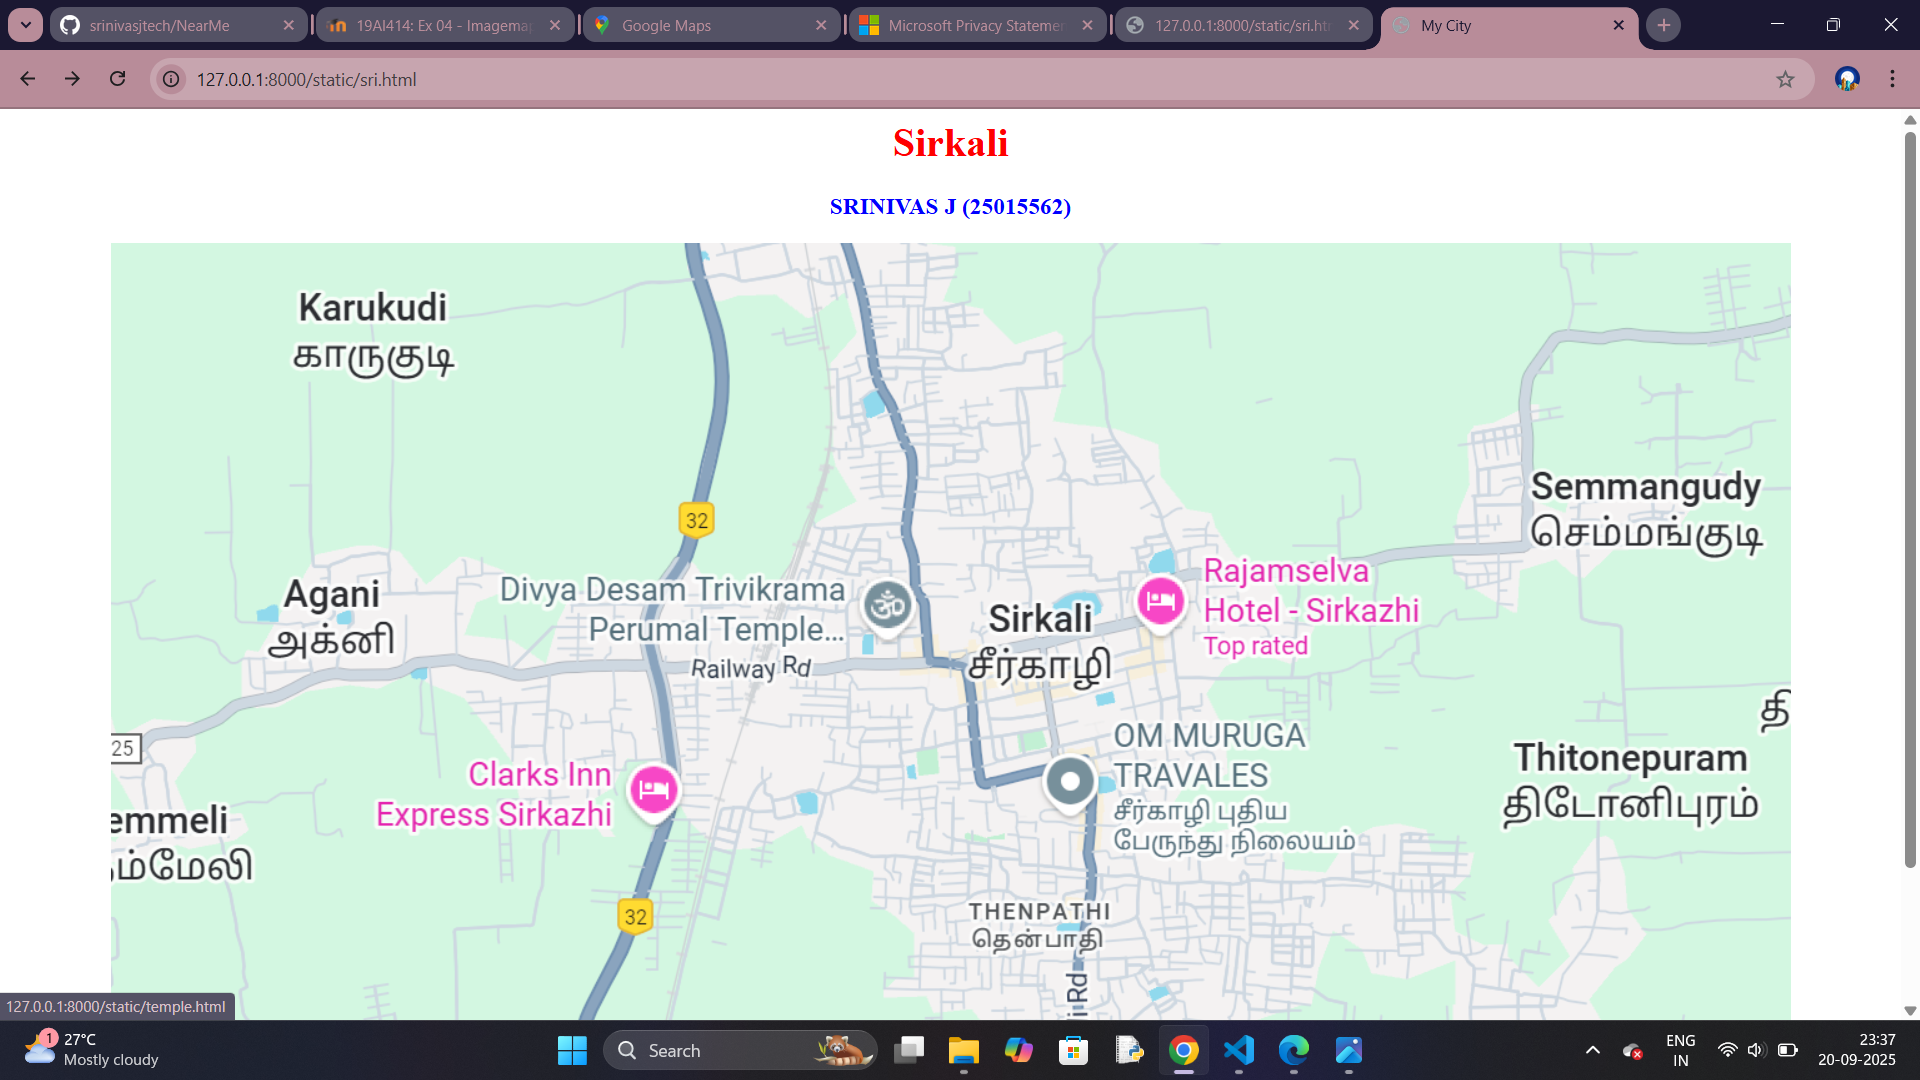 srinivasjtech/NearMe
19AI414: Ex 04 - Imagemap
Google Maps
Microsoft Privacy Statemen
127.0.0.1:8000/static/sri.htm
My City
127.0.0.1:8000/static/sri.html
Sirkali
SRINIVAS J (25015562)
Karukudi
காருகுடி
32
Semmangudy
செம்மங்குடி
Agani
அக்னி
Divya Desam Trivikrama
Perumal Temple...
Railway Rd
Sirkali
சீர்காழி
Rajamselva
Hotel - Sirkazhi
Top rated
தி
25
Clarks Inn
Express Sirkazhi
OM MURUGA
TRAVALES
சீர்காழி புதிய
பேருந்து நிலையம்
Thitonepuram
திடோனிபுரம்
emmeli
ம்மேலி
32
THENPATHI
தென்பாதி
Rd
127.0.0.1:8000/static/temple.html
1
27°C
Mostly cloudy
Search
ENG
IN
23:37
20-09-2025